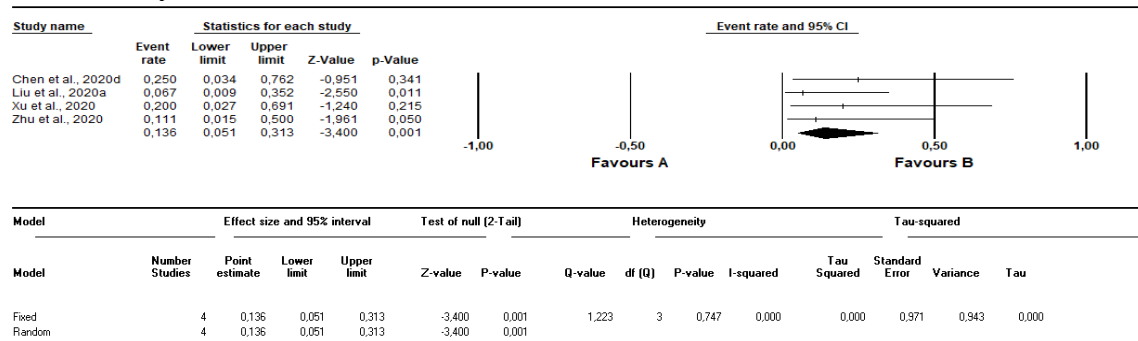 Study name Statistics for each study Event rate and 95% CI
Event Lower Upper
rate limit limit Z-Value p-Value
Chen et al., 2020d 0,250 0,034 0,762 -0,951 0,341
Liu et al., 2020a 0,067 0,009 0,352 -2,550 0,011
Xu et al., 2020 0,200 0,027 0,691 -1,240 0,215
Zhu et al., 2020 0,111 0,015 0,500 -1,961 0,050
0,136 0,051 0,313 -3,400 0,001
-1,00 -0,50 0,00 0,50 1,00
Favours A Favours B
Model Effect size and 95% interval Test of null (2-Tail) Heterogeneity Tau-squared
Number Point Lower Upper Tau Standard
Model Studies estimate limit limit Z-value P-value Q-value df (Q) P-value I-squared Squared Error Variance Tau
Fixed 4 0,136 0,051 0,313 -3,400 0,001 1,223 3 0,747 0,000 0,000 0,971 0,943 0,000
Random 4 0,136 0,051 0,313 -3,400 0,001